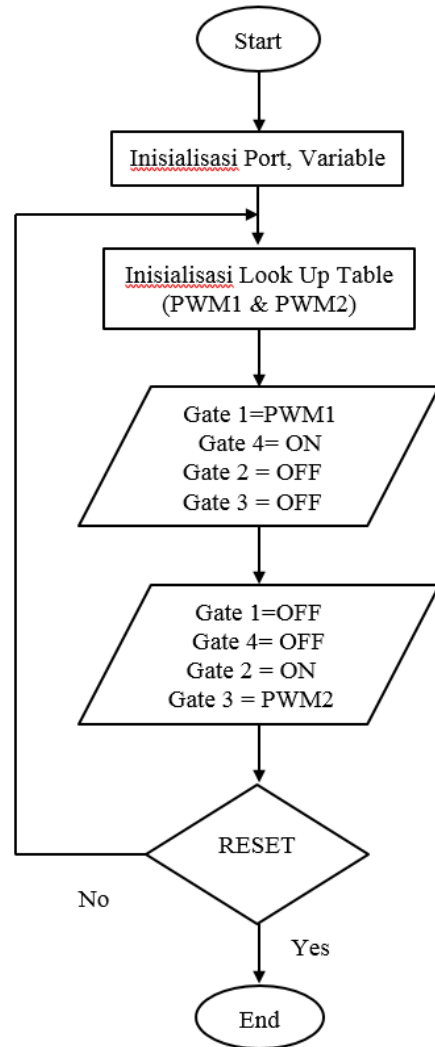 Start
Inisialisasi Port, Variable
Inisialisasi Look Up Table
(PWM1 & PWM2)
Gate 1=PWM1
Gate 4= ON
Gate 2 = OFF
Gate 3 = OFF
Gate 1=OFF
Gate 4= OFF
Gate 2 = ON
Gate 3 = PWM2
RESET
No
Yes
End